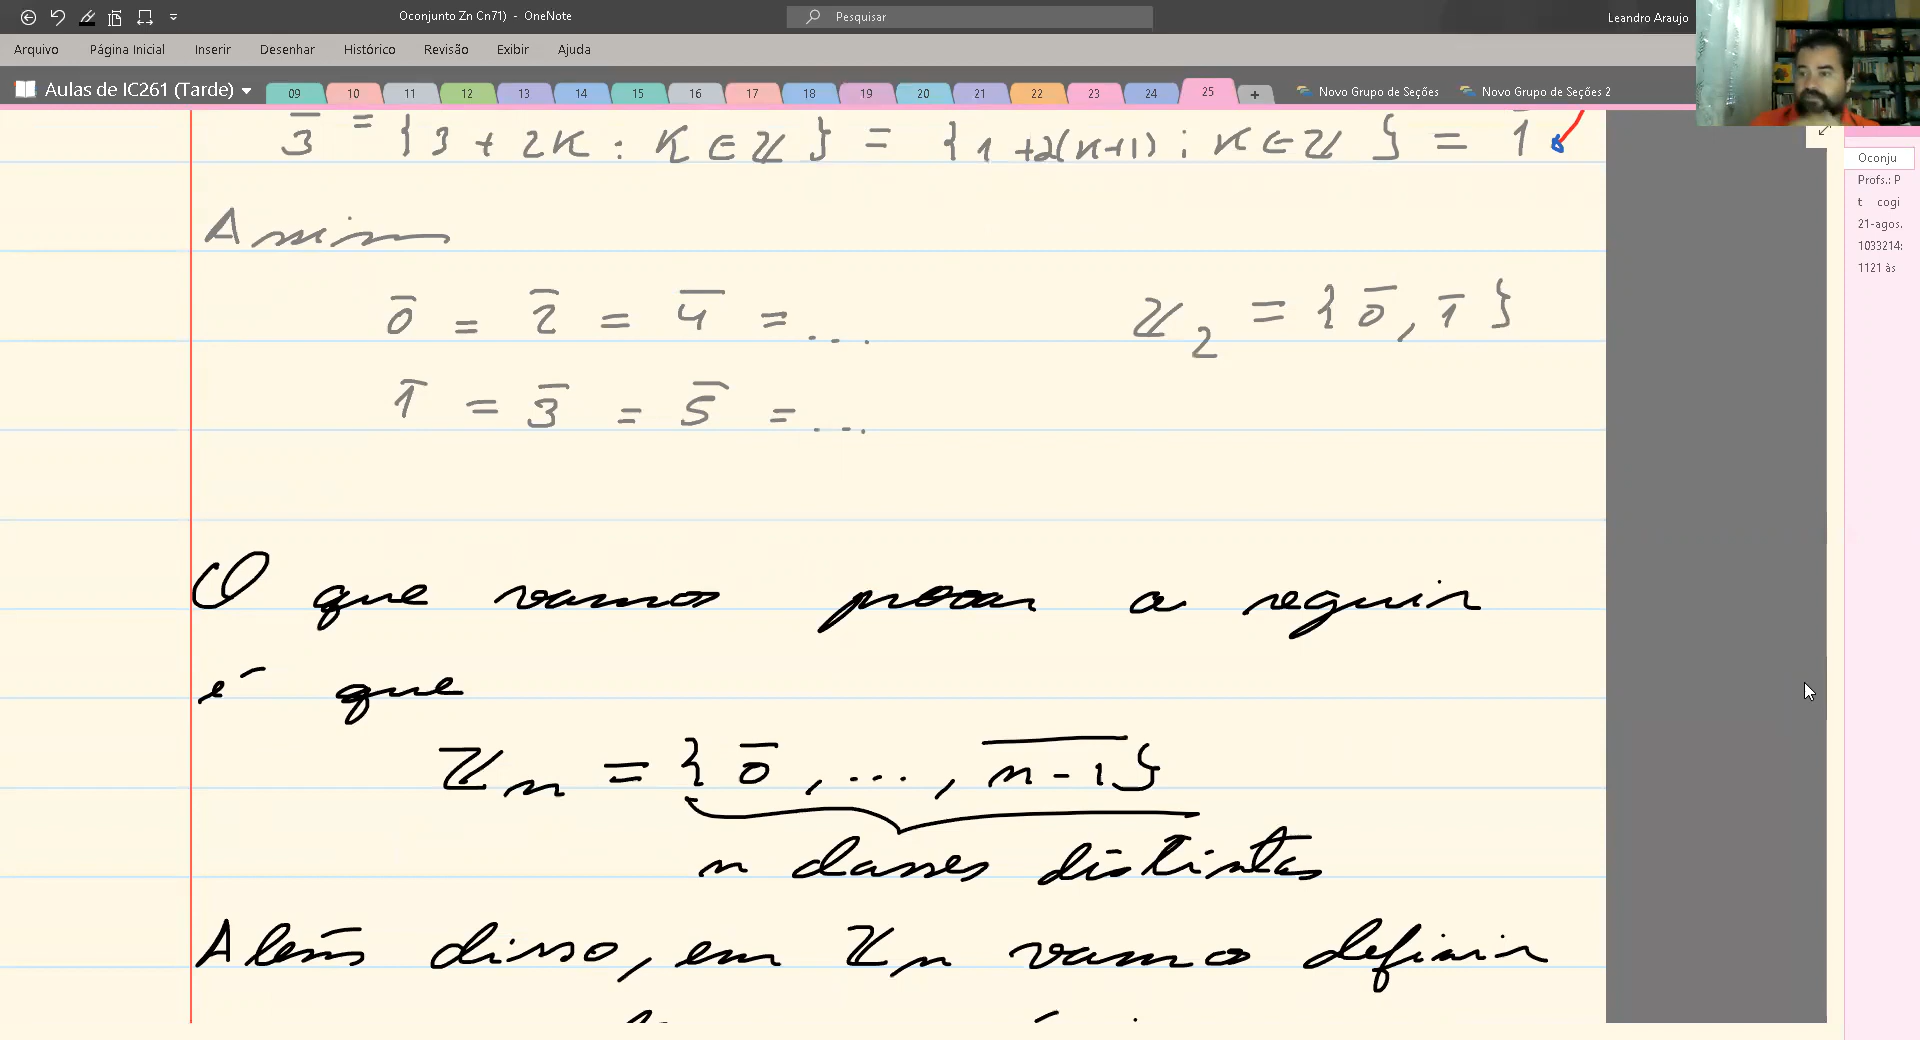 Oconjunto Zn Cn71) - OneNote
Pesquisar
Leandro Araujo
Arquivo Página Inicial Inserir Desenhar Histórico Revisão Exibir Ajuda
Aulas de IC261 (Tarde) 09 10 11 12 13 14 15 16 17 18 19 20 21 22 23 24 25 + Novo Grupo de Seções Novo Grupo de Seções 2
3̅ = {3 + 2K : K ∈ ℤ} = {1 + 2(K+1) ; K ∈ ℤ} = 1̅
Assim
0̅ = 2̅ = 4̅ = ...
ℤ₂ = {0̅, 1̅}
1̅ = 3̅ = 5̅ = ...
O que vamos provar a seguir
é que
ℤn = {0̅, ..., n-1̅}
n classes distintas
Além disso, em ℤn vamos definir
Oconju
Profs.: P
t cogi
21-agos.
1033214:
1121 às